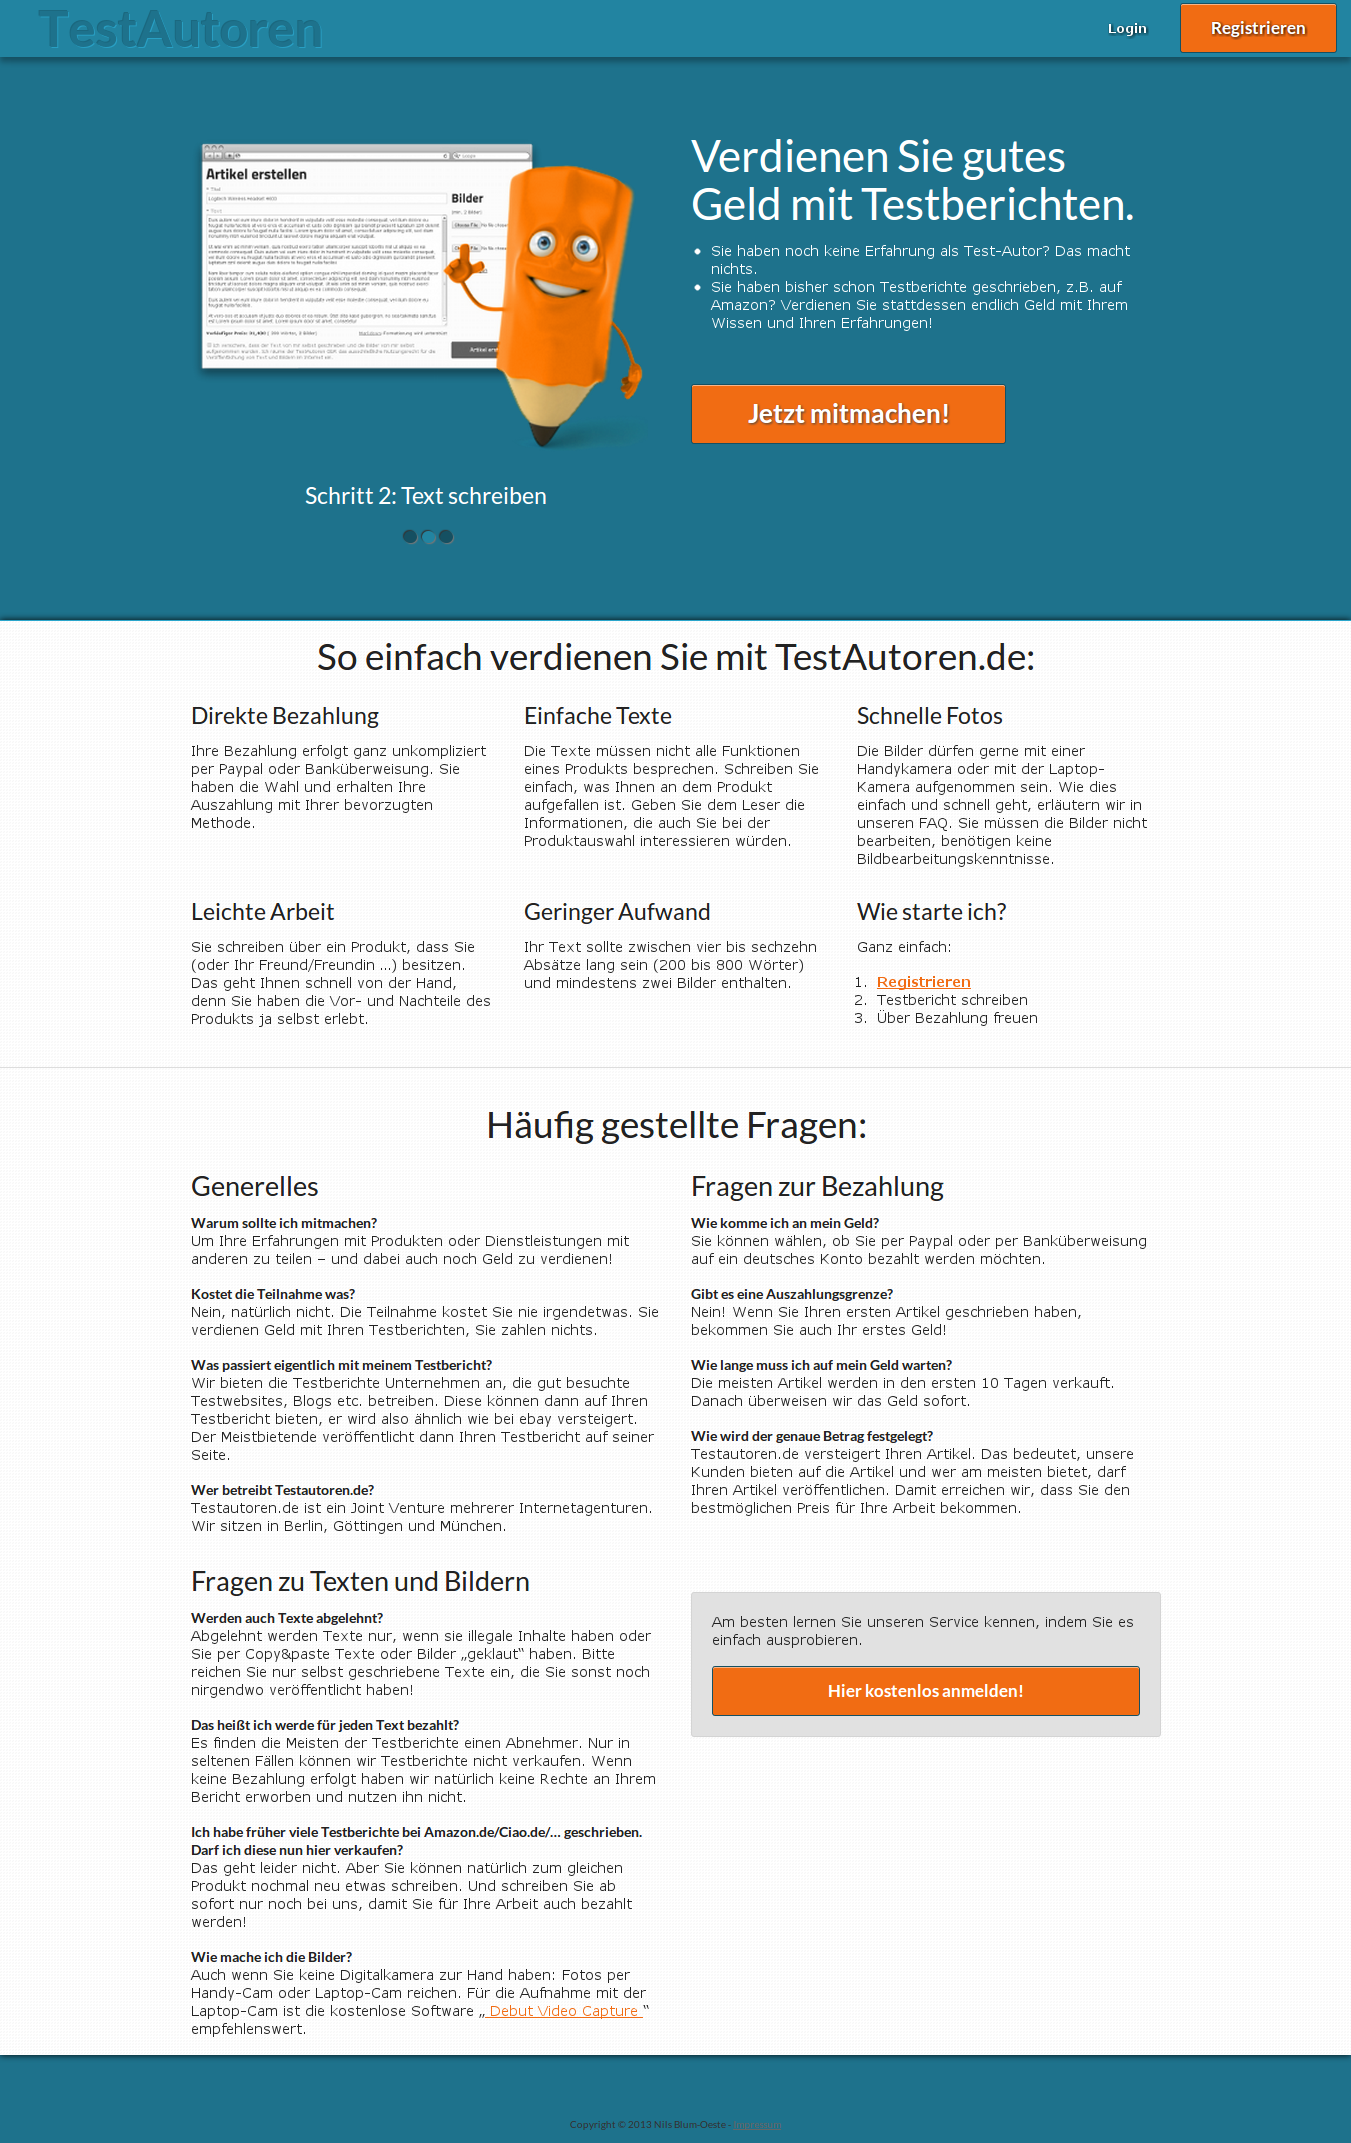 TestAutoren
Login
Registrieren
Artikel erstellen
* Titel
Logitech Wireless Headset H600
* Text
Bilder
(min. 2 Bilder)
Verdienen Sie gutes
Geld mit Testberichten.
Sie haben noch keine Erfahrung als Test-Autor? Das macht
nichts.
Sie haben bisher schon Testberichte geschrieben, z.B. auf
Amazon? Verdienen Sie stattdessen endlich Geld mit Ihrem
Wissen und Ihren Erfahrungen!
Jetzt mitmachen!
Schritt 2: Text schreiben
So einfach verdienen Sie mit TestAutoren.de:
Direkte Bezahlung
Ihre Bezahlung erfolgt ganz unkompliziert
per Paypal oder Banküberweisung. Sie
haben die Wahl und erhalten Ihre
Auszahlung mit Ihrer bevorzugten
Methode.
Einfache Texte
Die Texte müssen nicht alle Funktionen
eines Produkts besprechen. Schreiben Sie
einfach, was Ihnen an dem Produkt
aufgefallen ist. Geben Sie dem Leser die
Informationen, die auch Sie bei der
Produktauswahl interessieren würden.
Schnelle Fotos
Die Bilder dürfen gerne mit einer
Handykamera oder mit der Laptop-
Kamera aufgenommen sein. Wie dies
einfach und schnell geht, erläutern wir in
unseren FAQ. Sie müssen die Bilder nicht
bearbeiten, benötigen keine
Bildbearbeitungskenntnisse.
Leichte Arbeit
Sie schreiben über ein Produkt, dass Sie
(oder Ihr Freund/Freundin ...) besitzen.
Das geht Ihnen schnell von der Hand,
denn Sie haben die Vor- und Nachteile des
Produkts ja selbst erlebt.
Geringer Aufwand
Ihr Text sollte zwischen vier bis sechzehn
Absätze lang sein (200 bis 800 Wörter)
und mindestens zwei Bilder enthalten.
Wie starte ich?
Ganz einfach:
1. Registrieren
2. Testbericht schreiben
3. Über Bezahlung freuen
Häufig gestellte Fragen:
Generelles
Warum sollte ich mitmachen?
Um Ihre Erfahrungen mit Produkten oder Dienstleistungen mit
anderen zu teilen – und dabei auch noch Geld zu verdienen!
Kostet die Teilnahme was?
Nein, natürlich nicht. Die Teilnahme kostet Sie nie irgendetwas. Sie
verdienen Geld mit Ihren Testberichten, Sie zahlen nichts.
Was passiert eigentlich mit meinem Testbericht?
Wir bieten die Testberichte Unternehmen an, die gut besuchte
Testwebsites, Blogs etc. betreiben. Diese können dann auf Ihren
Testbericht bieten, er wird also ähnlich wie bei ebay versteigert.
Der Meistbietende veröffentlicht dann Ihren Testbericht auf seiner
Seite.
Wer betreibt Testautoren.de?
Testautoren.de ist ein Joint Venture mehrerer Internetagenturen.
Wir sitzen in Berlin, Göttingen und München.
Fragen zur Bezahlung
Wie komme ich an mein Geld?
Sie können wählen, ob Sie per Paypal oder per Banküberweisung
auf ein deutsches Konto bezahlt werden möchten.
Gibt es eine Auszahlungsgrenze?
Nein! Wenn Sie Ihren ersten Artikel geschrieben haben,
bekommen Sie auch Ihr erstes Geld!
Wie lange muss ich auf mein Geld warten?
Die meisten Artikel werden in den ersten 10 Tagen verkauft.
Danach überweisen wir das Geld sofort.
Wie wird der genaue Betrag festgelegt?
Testautoren.de versteigert Ihren Artikel. Das bedeutet, unsere
Kunden bieten auf die Artikel und wer am meisten bietet, darf
Ihren Artikel veröffentlichen. Damit erreichen wir, dass Sie den
bestmöglichen Preis für Ihre Arbeit bekommen.
Fragen zu Texten und Bildern
Werden auch Texte abgelehnt?
Abgelehnt werden Texte nur, wenn sie illegale Inhalte haben oder
Sie per Copy&paste Texte oder Bilder „geklaut“ haben. Bitte
reichen Sie nur selbst geschriebene Texte ein, die Sie sonst noch
nirgendwo veröffentlicht haben!
Das heißt ich werde für jeden Text bezahlt?
Es finden die Meisten der Testberichte einen Abnehmer. Nur in
seltenen Fällen können wir Testberichte nicht verkaufen. Wenn
keine Bezahlung erfolgt haben wir natürlich keine Rechte an Ihrem
Bericht erworben und nutzen ihn nicht.
Ich habe früher viele Testberichte bei Amazon.de/Ciao.de/... geschrieben.
Darf ich diese nun hier verkaufen?
Das geht leider nicht. Aber Sie können natürlich zum gleichen
Produkt nochmal neu etwas schreiben. Und schreiben Sie ab
sofort nur noch bei uns, damit Sie für Ihre Arbeit auch bezahlt
werden!
Wie mache ich die Bilder?
Auch wenn Sie keine Digitalkamera zur Hand haben: Fotos per
Handy-Cam oder Laptop-Cam reichen. Für die Aufnahme mit der
Laptop-Cam ist die kostenlose Software „ Debut Video Capture “
empfehlenswert.
Am besten lernen Sie unseren Service kennen, indem Sie es
einfach ausprobieren.
Hier kostenlos anmelden!
Copyright © 2013 Nils Blum-Oeste - Impressum